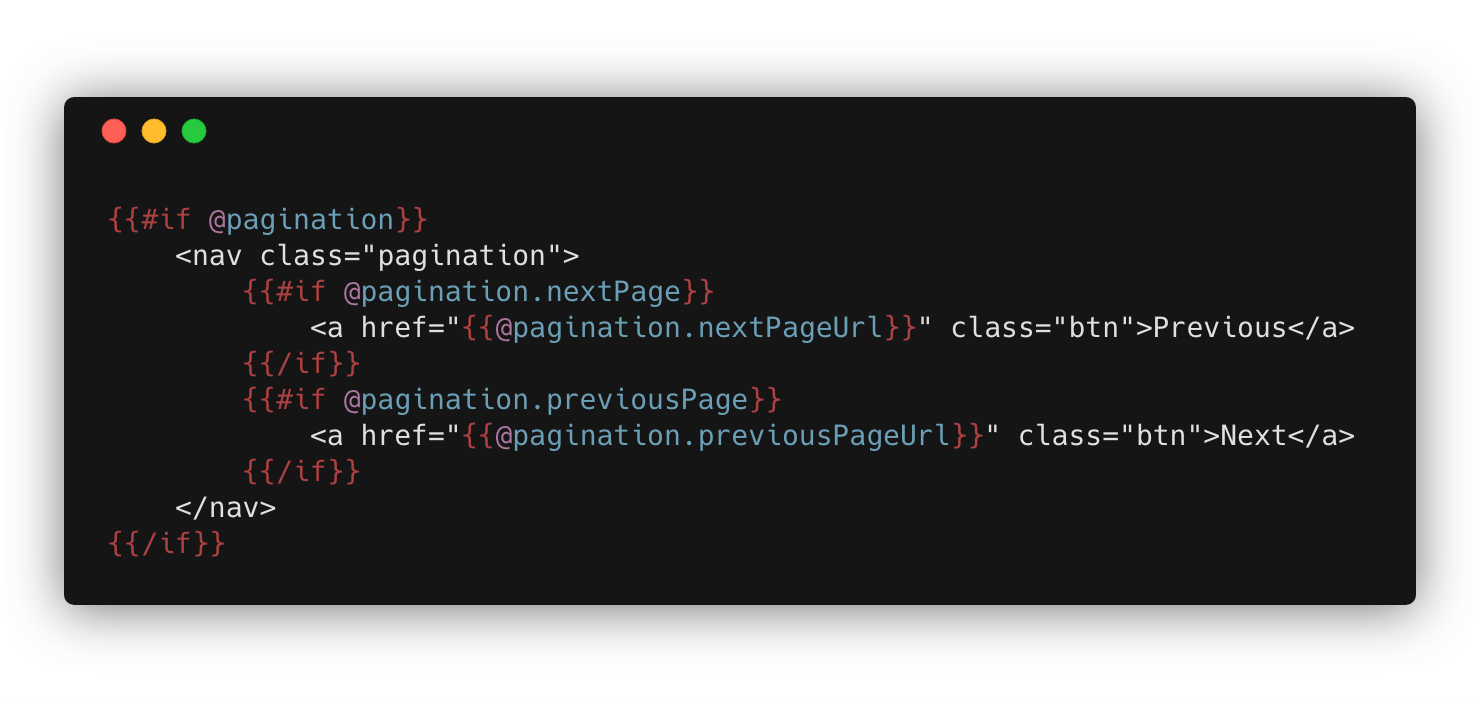 {{#if @pagination}}
    <nav class="pagination">
        {{#if @pagination.nextPage}}
            <a href="{{@pagination.nextPageUrl}}" class="btn">Previous</a>
        {{/if}}
        {{#if @pagination.previousPage}}
            <a href="{{@pagination.previousPageUrl}}" class="btn">Next</a>
        {{/if}}
    </nav>
{{/if}}